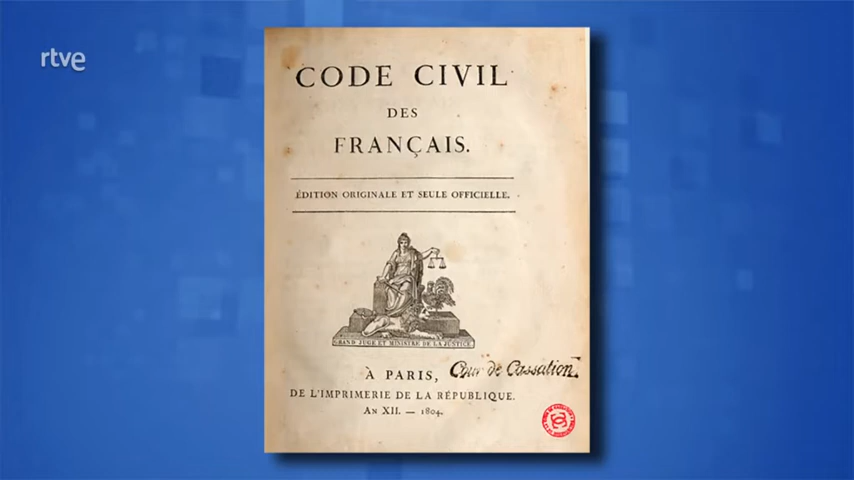 rtve
CODE CIVIL
DES
FRANÇAIS.
ÉDITION ORIGINALE ET SEULE OFFICIELLE.
GRAND JUGE ET MINISTRE DE LA JUSTICE
À PARIS,
Cour de Cassation
DE L'IMPRIMERIE DE LA RÉPUBLIQUE.
AN XII. — 1804.